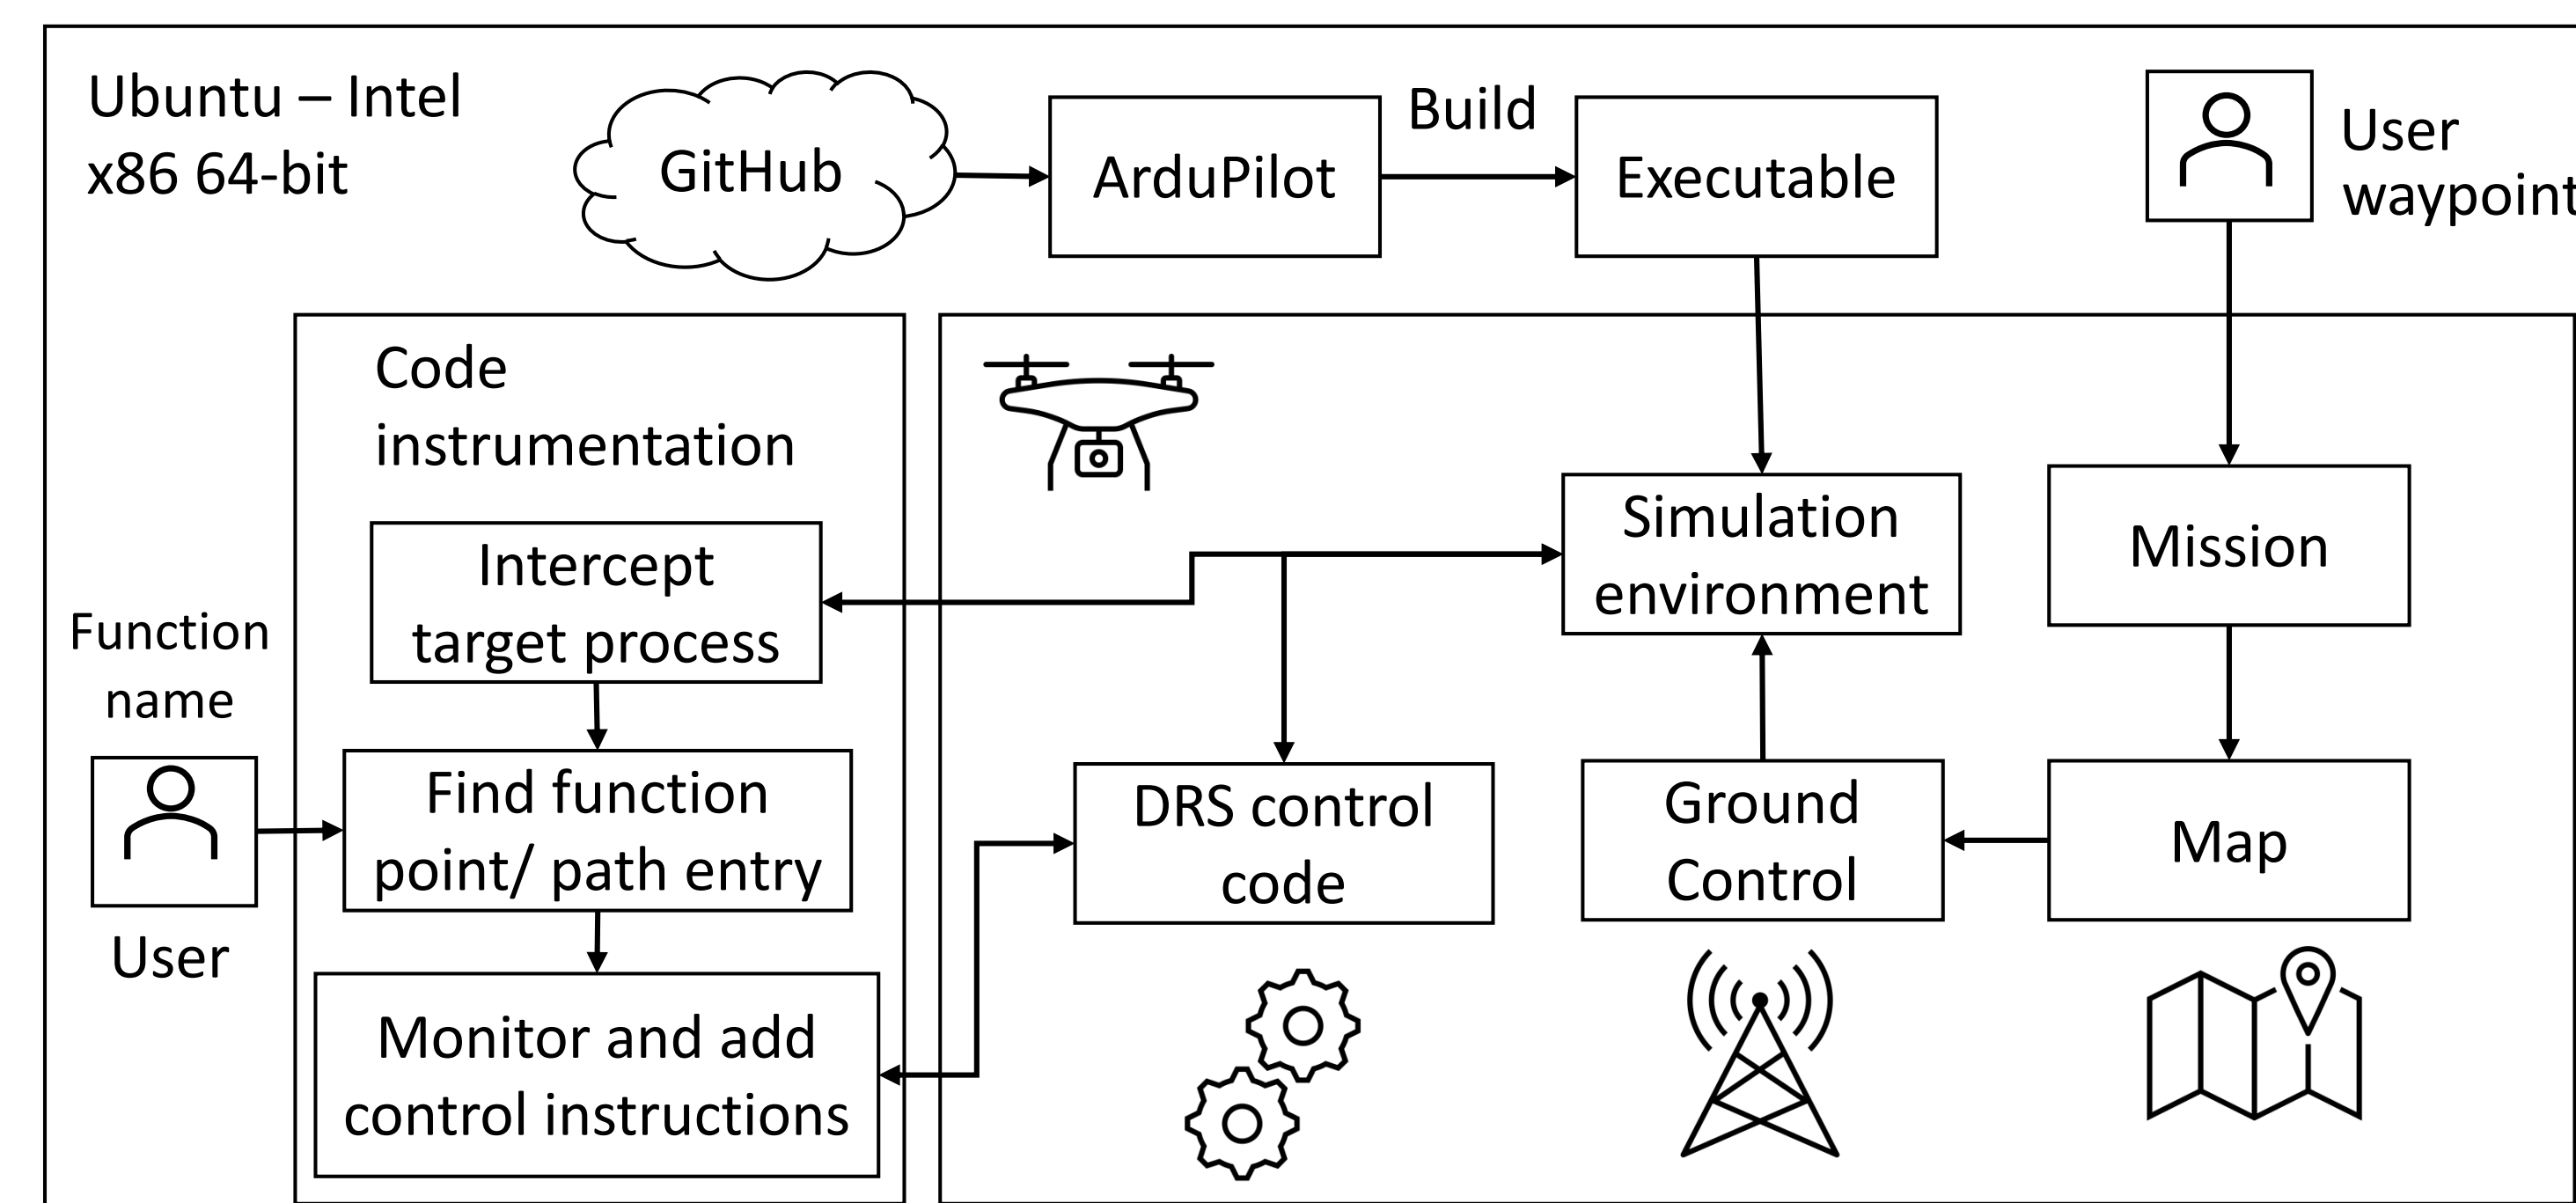 Ubuntu – Intel
x86 64-bit
GitHub
ArduPilot
Build
Executable
User
waypoint
Code
instrumentation
Intercept
target process
Simulation
environment
Mission
Function
name
User
Find function
point/ path entry
DRS control
code
Ground
Control
Map
Monitor and add
control instructions